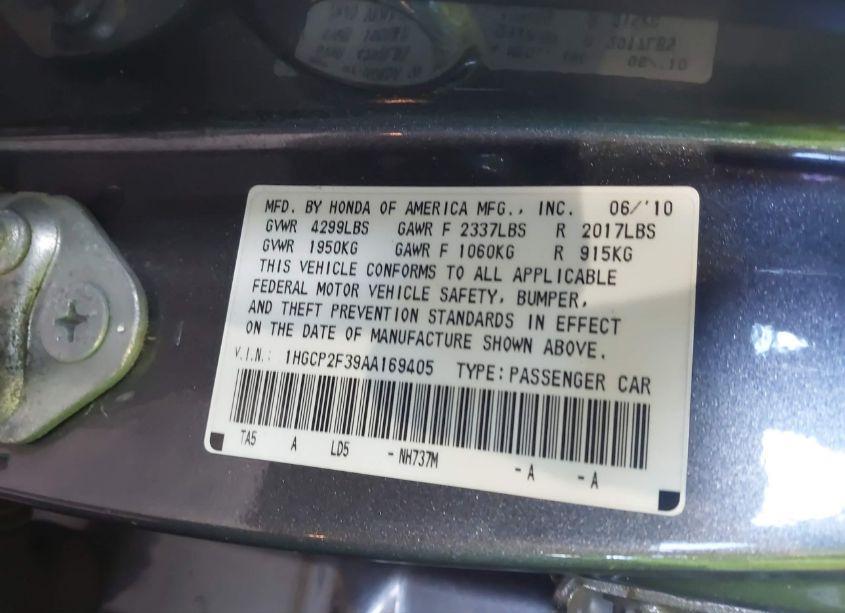 MFD. BY HONDA OF AMERICA MFG., INC. 06/'10
GVWR 4299LBS GAWR F 2337LBS R 2017LBS
GVWR 1950KG GAWR F 1060KG R 915KG
THIS VEHICLE CONFORMS TO ALL APPLICABLE
FEDERAL MOTOR VEHICLE SAFETY, BUMPER,
AND THEFT PREVENTION STANDARDS IN EFFECT
ON THE DATE OF MANUFACTURE SHOWN ABOVE.
V.I.N.: 1HGCP2F39AA169405 TYPE:PASSENGER CAR
TA5 A LD5 -NH737M -A -A